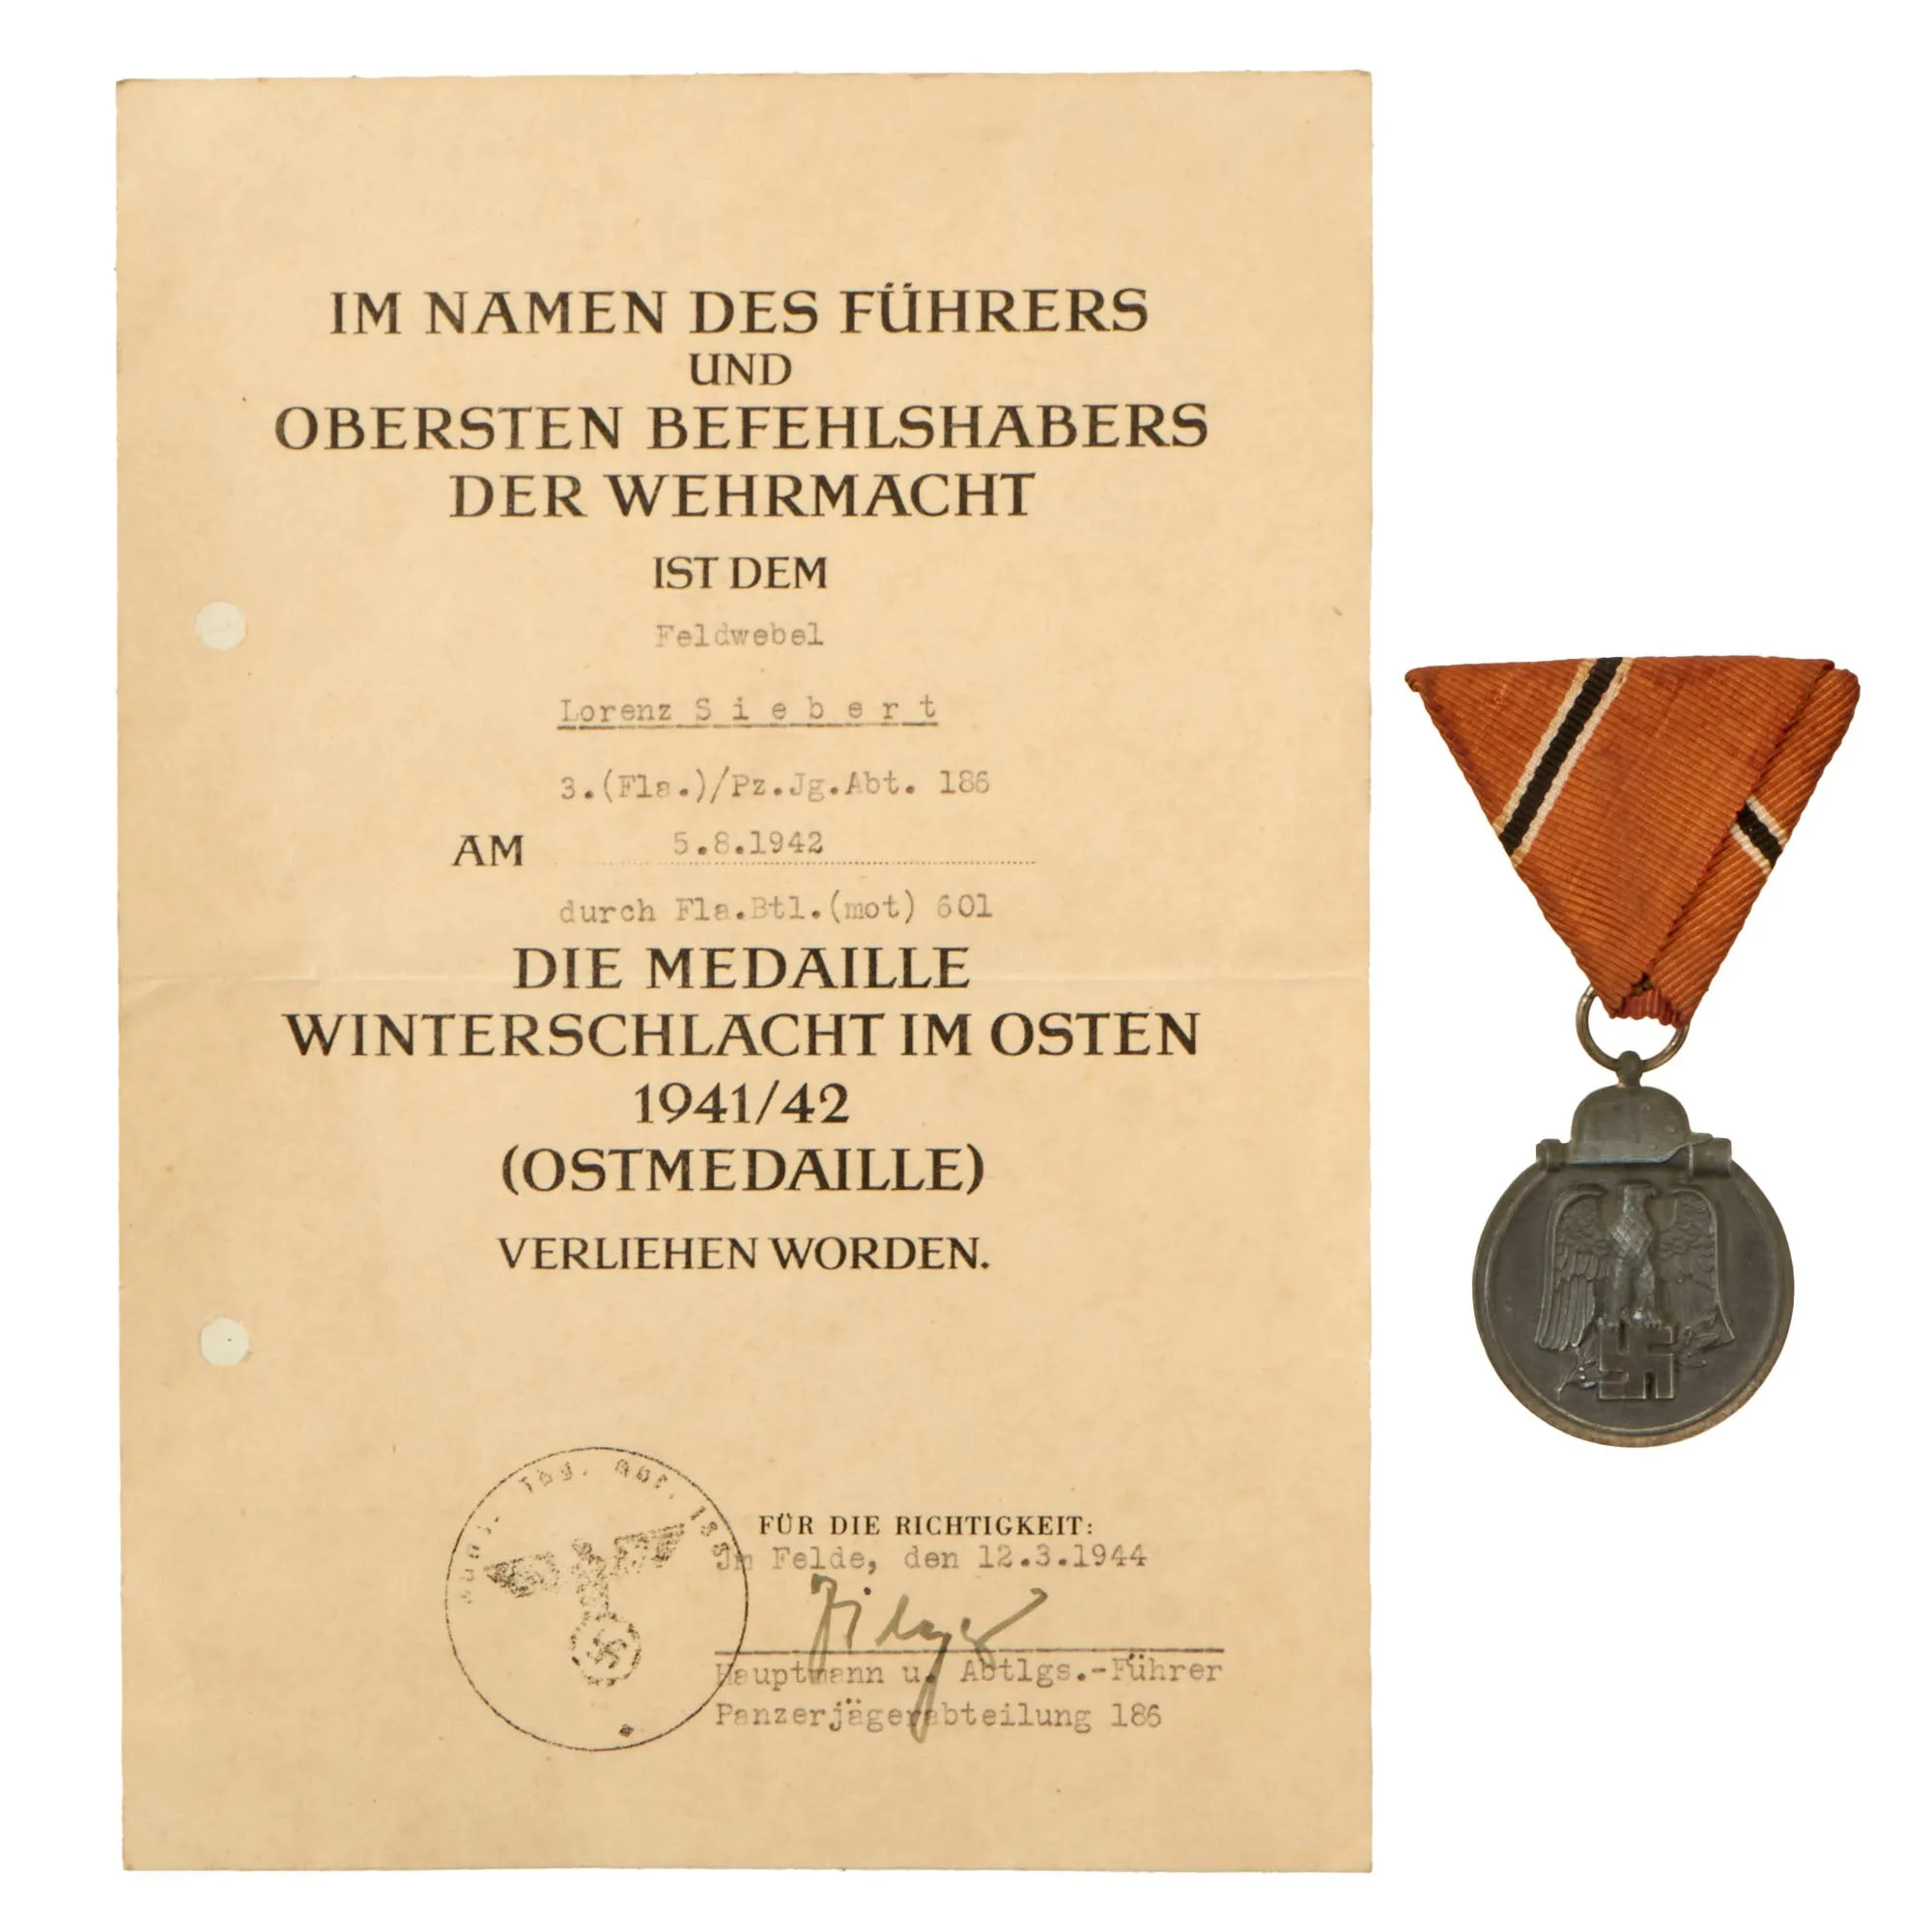 IM NAMEN DES FÜHRERS
UND
OBERSTEN BEFEHLSHABERS
DER WEHRMACHT
IST DEM
Feldwebel
Lorenz S i e b e r t
3.(Fla.)/Pz.Jg.Abt. 186
AM 5.8.1942
durch Fla.Btl.(mot) 601
DIE MEDAILLE
WINTERSCHLACHT IM OSTEN
1941/42
(OSTMEDAILLE)
VERLIEHEN WORDEN.
FÜR DIE RICHTIGKEIT:
Jm Felde, den 12.3.1944
Hauptmann u. Abtlgs.-Führer
Panzerjägerabteilung 186